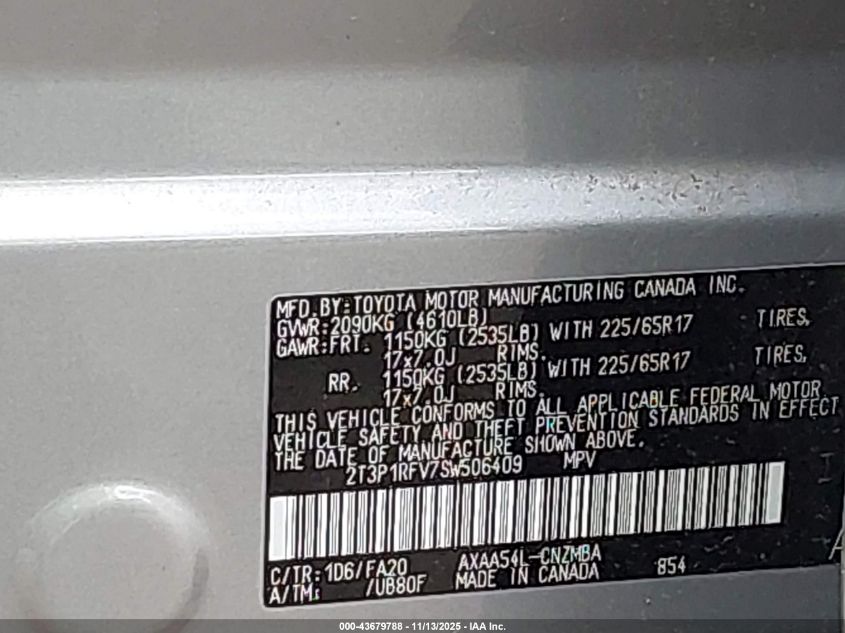 MFD.BY:TOYOTA MOTOR MANUFACTURING CANADA INC.
GVWR:2090KG (4610LB)
GAWR:FRT. 1150KG (2535LB) WITH 225/65R17 TIRES,
17x7.0J RIMS.
RR. 1150KG (2535LB) WITH 225/65R17 TIRES,
17x7.0J RIMS.
THIS VEHICLE CONFORMS TO ALL APPLICABLE FEDERAL MOTOR
VEHICLE SAFETY AND THEFT PREVENTION STANDARDS IN EFFECT
THE DATE OF MANUFACTURE SHOWN ABOVE.
2T3P1RFV7SW506409 MPV
C/TR:1D6/FA20 AXAA54L-CNZMBA 854
A/TM: /UB80F MADE IN CANADA
000-43679788 - 11/13/2025 - IAA Inc.